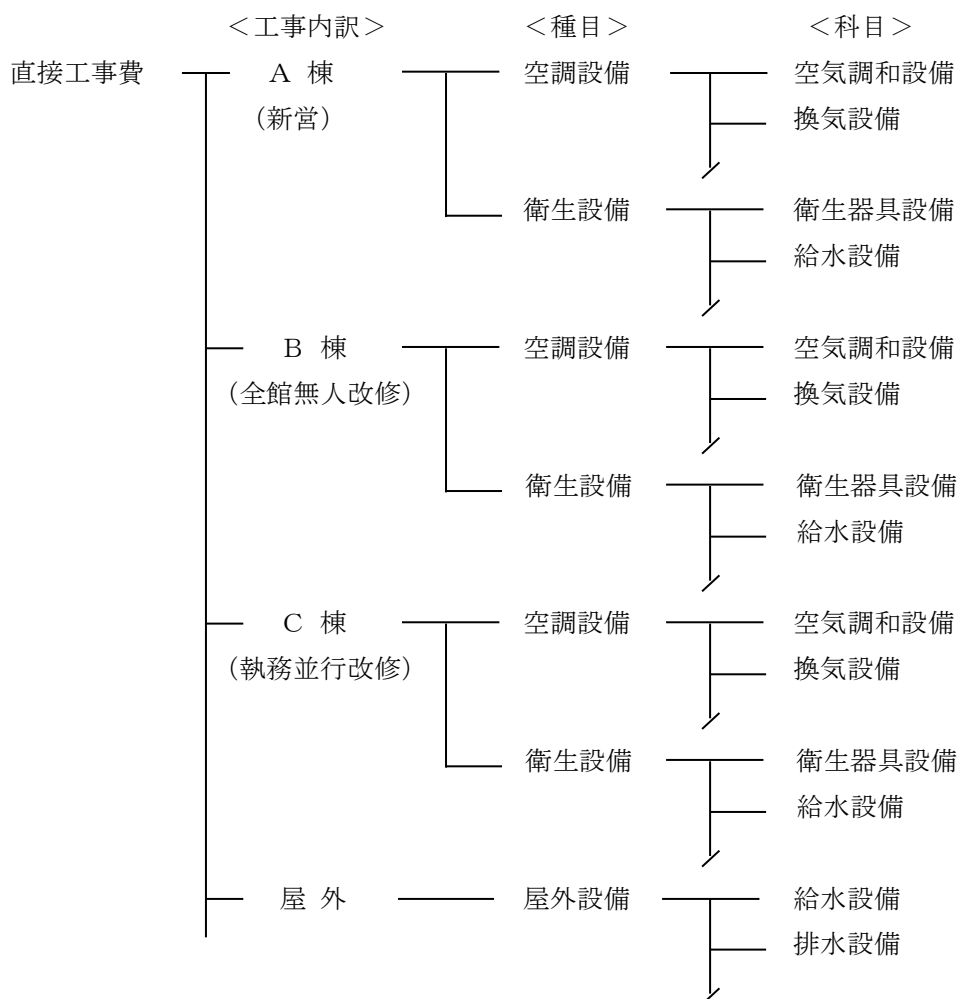 ＜工事内訳＞　＜種目＞　＜科目＞
直接工事費　A 棟　空調設備　空気調和設備
（新営）　換気設備
衛生設備　衛生器具設備
給水設備
B 棟　空調設備　空気調和設備
（全館無人改修）　換気設備
衛生設備　衛生器具設備
給水設備
C 棟　空調設備　空気調和設備
（執務並行改修）　換気設備
衛生設備　衛生器具設備
給水設備
屋 外　屋外設備　給水設備
排水設備